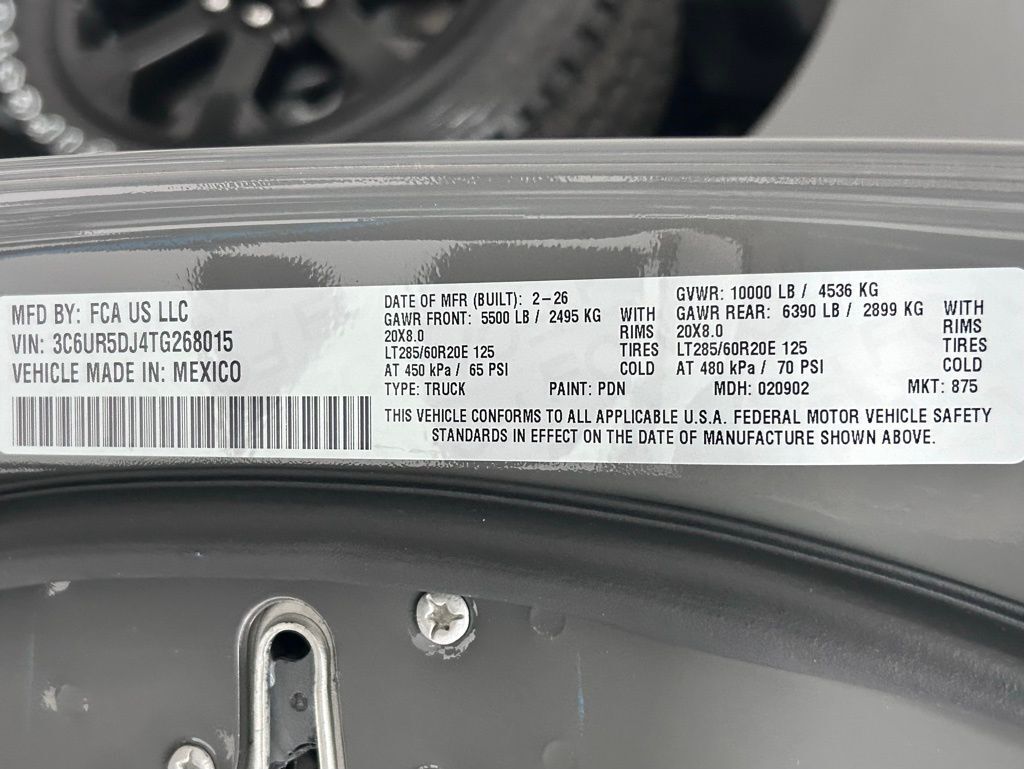 MFD BY: FCA US LLC
VIN: 3C6UR5DJ4TG268015
VEHICLE MADE IN: MEXICO
DATE OF MFR (BUILT): 2-26
GAWR FRONT: 5500 LB / 2495 KG WITH
20X8.0 RIMS
LT285/60R20E 125 TIRES
AT 450 kPa / 65 PSI COLD
TYPE: TRUCK PAINT: PDN
GVWR: 10000 LB / 4536 KG
GAWR REAR: 6390 LB / 2899 KG WITH
20X8.0 RIMS
LT285/60R20E 125 TIRES
AT 480 kPa / 70 PSI COLD
MDH: 020902 MKT: 875
THIS VEHICLE CONFORMS TO ALL APPLICABLE U.S.A. FEDERAL MOTOR VEHICLE SAFETY
STANDARDS IN EFFECT ON THE DATE OF MANUFACTURE SHOWN ABOVE.